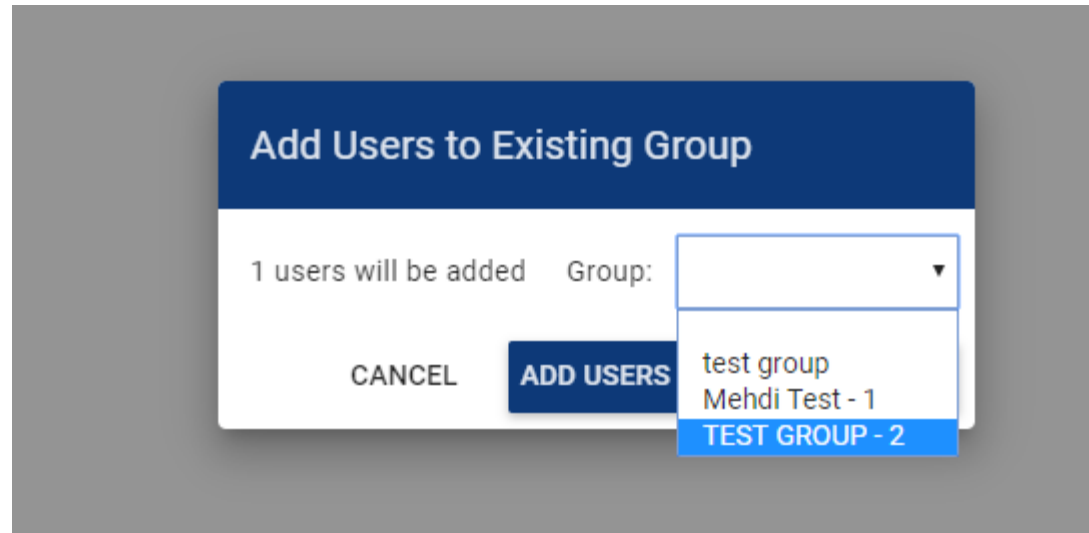 Add Users to Existing Group
1 users will be added Group:
CANCEL ADD USERS
test group
Mehdi Test - 1
TEST GROUP - 2